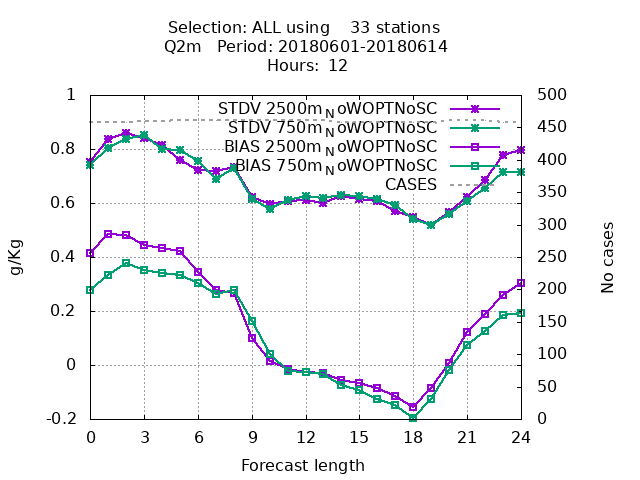 Selection: ALL using 33 stations
Q2m Period: 20180601-20180614
Hours: 12
STDV 2500m_NoWOPTNoSC
STDV 750m_NoWOPTNoSC
BIAS 2500m_NoWOPTNoSC
BIAS 750m_NoWOPTNoSC
CASES
1
0.8
0.6
0.4
0.2
0
-0.2
g/Kg
500
450
400
350
300
250
200
150
100
50
0
No cases
0 3 6 9 12 15 18 21 24
Forecast length